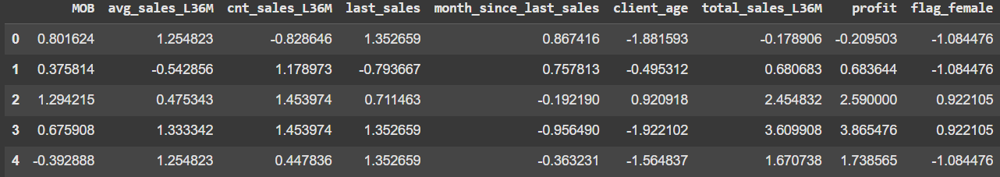 MOB avg_sales_L36M cnt_sales_L36M last_sales month_since_last_sales client_age total_sales_L36M profit flag_female
0 0.801624 1.254823 -0.828646 1.352659 0.867416 -1.881593 -0.178906 -0.209503 -1.084476
1 0.375814 -0.542856 1.178973 -0.793667 0.757813 -0.495312 0.680683 0.683644 -1.084476
2 1.294215 0.475343 1.453974 0.711463 -0.192190 0.920918 2.454832 2.590000 0.922105
3 0.675908 1.333342 1.453974 1.352659 -0.956490 -1.922102 3.609908 3.865476 0.922105
4 -0.392888 1.254823 0.447836 1.352659 -0.363231 -1.564837 1.670738 1.738565 -1.084476